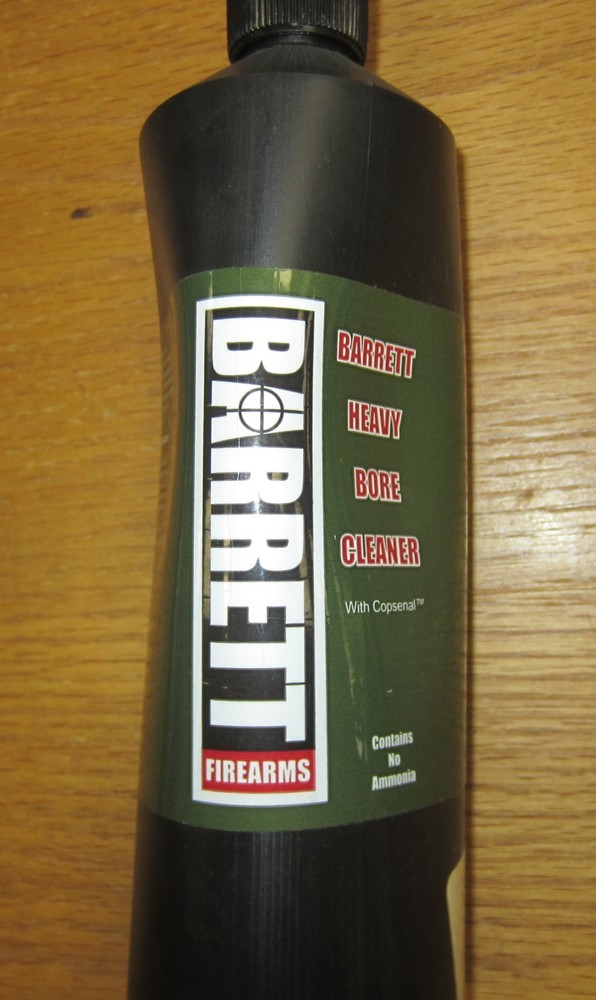 BARRETT
FIREARMS
BARRETT
HEAVY
BORE
CLEANER
With Copsenal™
Contains
No
Ammonia